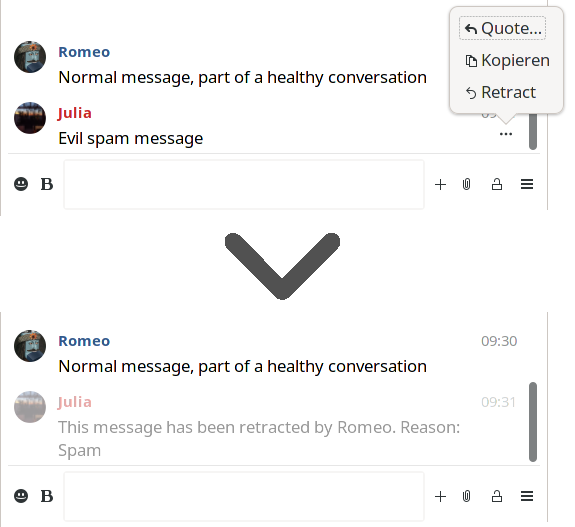 Romeo
Normal message, part of a healthy conversation
Quote...
Kopieren
Retract
Julia
Evil spam message
B
Romeo 09:30
Normal message, part of a healthy conversation
Julia 09:31
This message has been retracted by Romeo. Reason:
Spam
B